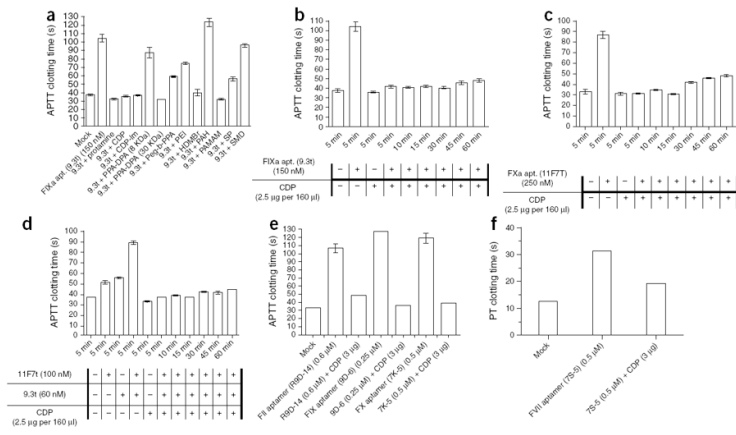 a
APTT clotting time (s)
130
120
110
100
90
80
70
60
50
40
30
20
10
0
Mock
FIXa apt. (9.3t) (150 nM)
9.3t + protamine
9.3t + CDP
9.3t + CDP-Im
9.3t + PPA-DPA (8 KDa)
9.3t + PPA-DPA (30 KDa)
9.3t + Peg-b-PPA
9.3t + PEI
9.3t + HDMBr
9.3t + PAH
9.3t + PAMAM
9.3t + SP
9.3t + SMD
b
APTT clotting time (s)
110
100
90
80
70
60
50
40
30
20
10
0
5 min 5 min 5 min 5 min 10 min 15 min 30 min 45 min 60 min
FIXa apt. (9.3t)
(150 nM)
– + – + + + + + +
CDP
(2.5 µg per 160 µl)
– – + + + + + + +
c
APTT clotting time (s)
100
90
80
70
60
50
40
30
20
10
0
5 min 5 min 5 min 5 min 10 min 15 min 30 min 45 min 60 min
FXa apt. (11F7T)
(250 nM)
– + – + + + + + +
CDP
(2.5 µg per 160 µl)
– – + + + + + + +
d
APTT clotting time (s)
100
90
80
70
60
50
40
30
20
10
0
5 min 5 min 5 min 5 min 5 min 5 min 10 min 15 min 30 min 45 min 60 min
11F7t (100 nM)
– + – + – + + + + + +
9.3t (60 nM)
– – + + – + + + + + +
CDP
(2.5 µg per 160 µl)
– – – – + + + + + + +
e
APTT clotting time (s)
130
120
110
100
90
80
70
60
50
40
30
20
10
0
Mock
FII aptamer (R9D-14) (0.6 µM)
R9D-14 (0.6 µM) + CDP (3 µg)
FIX aptamer (9D-6) (0.25 µM)
9D-6 (0.25 µM) + CDP (3 µg)
FX aptamer (7K-5) (0.5 µM)
7K-5 (0.5 µM) + CDP (3 µg)
f
PT clotting time (s)
40
30
20
10
0
Mock
FVII aptamer (7S-5) (0.5 µM)
7S-5 (0.5 µM) + CDP (3 µg)